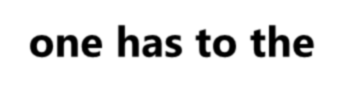 one has to the